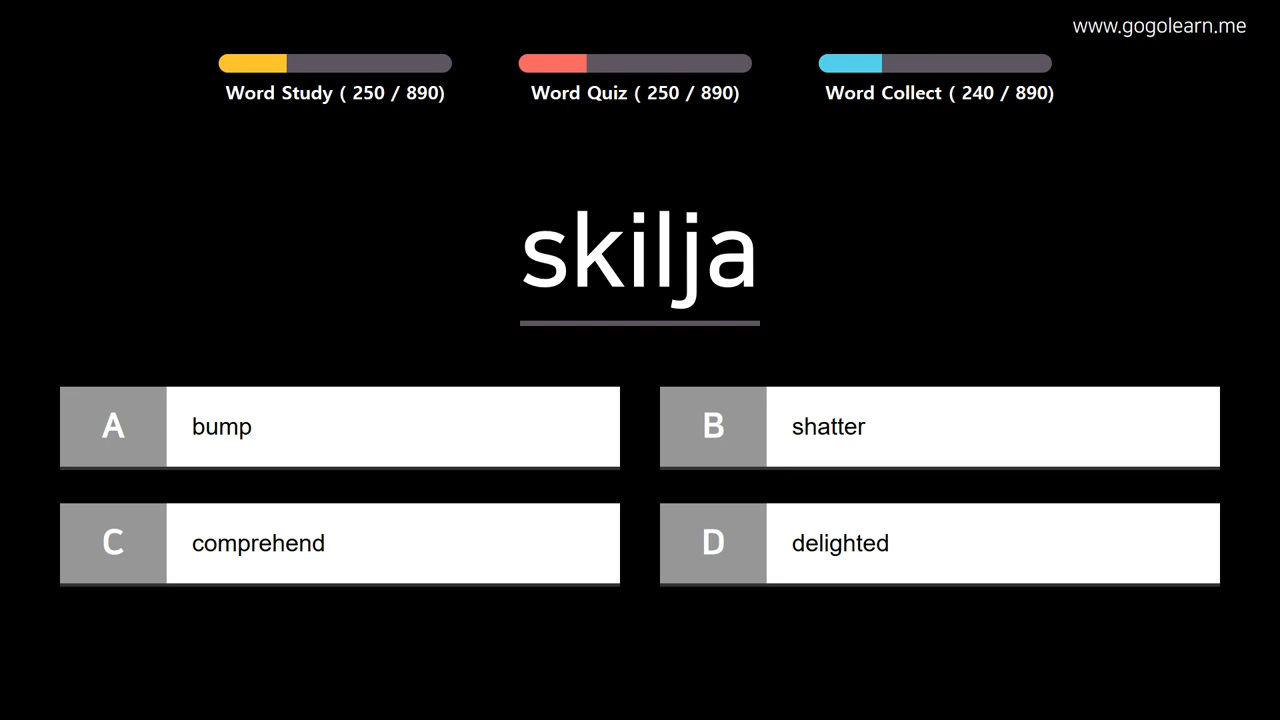 www.gogolearn.me
Word Study ( 250 / 890)
Word Quiz ( 250 / 890)
Word Collect ( 240 / 890)
skilja
A bump
B shatter
C comprehend
D delighted